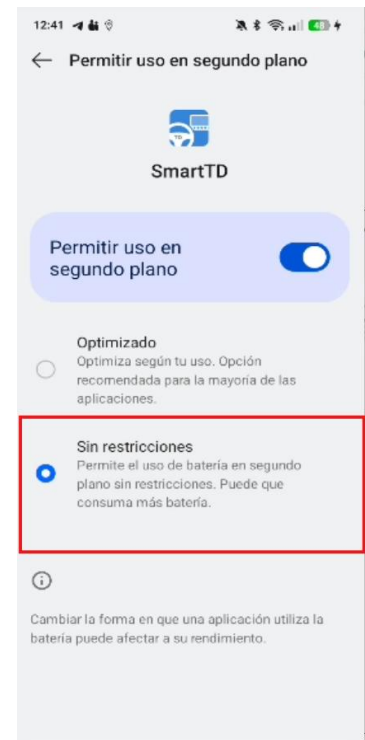 12:41
48
Permitir uso en segundo plano
TD
SmartTD
Permitir uso en
segundo plano
Optimizado
Optimiza según tu uso. Opción
recomendada para la mayoría de las
aplicaciones.
Sin restricciones
Permite el uso de batería en segundo
plano sin restricciones. Puede que
consuma más batería.
Cambiar la forma en que una aplicación utiliza la
batería puede afectar a su rendimiento.